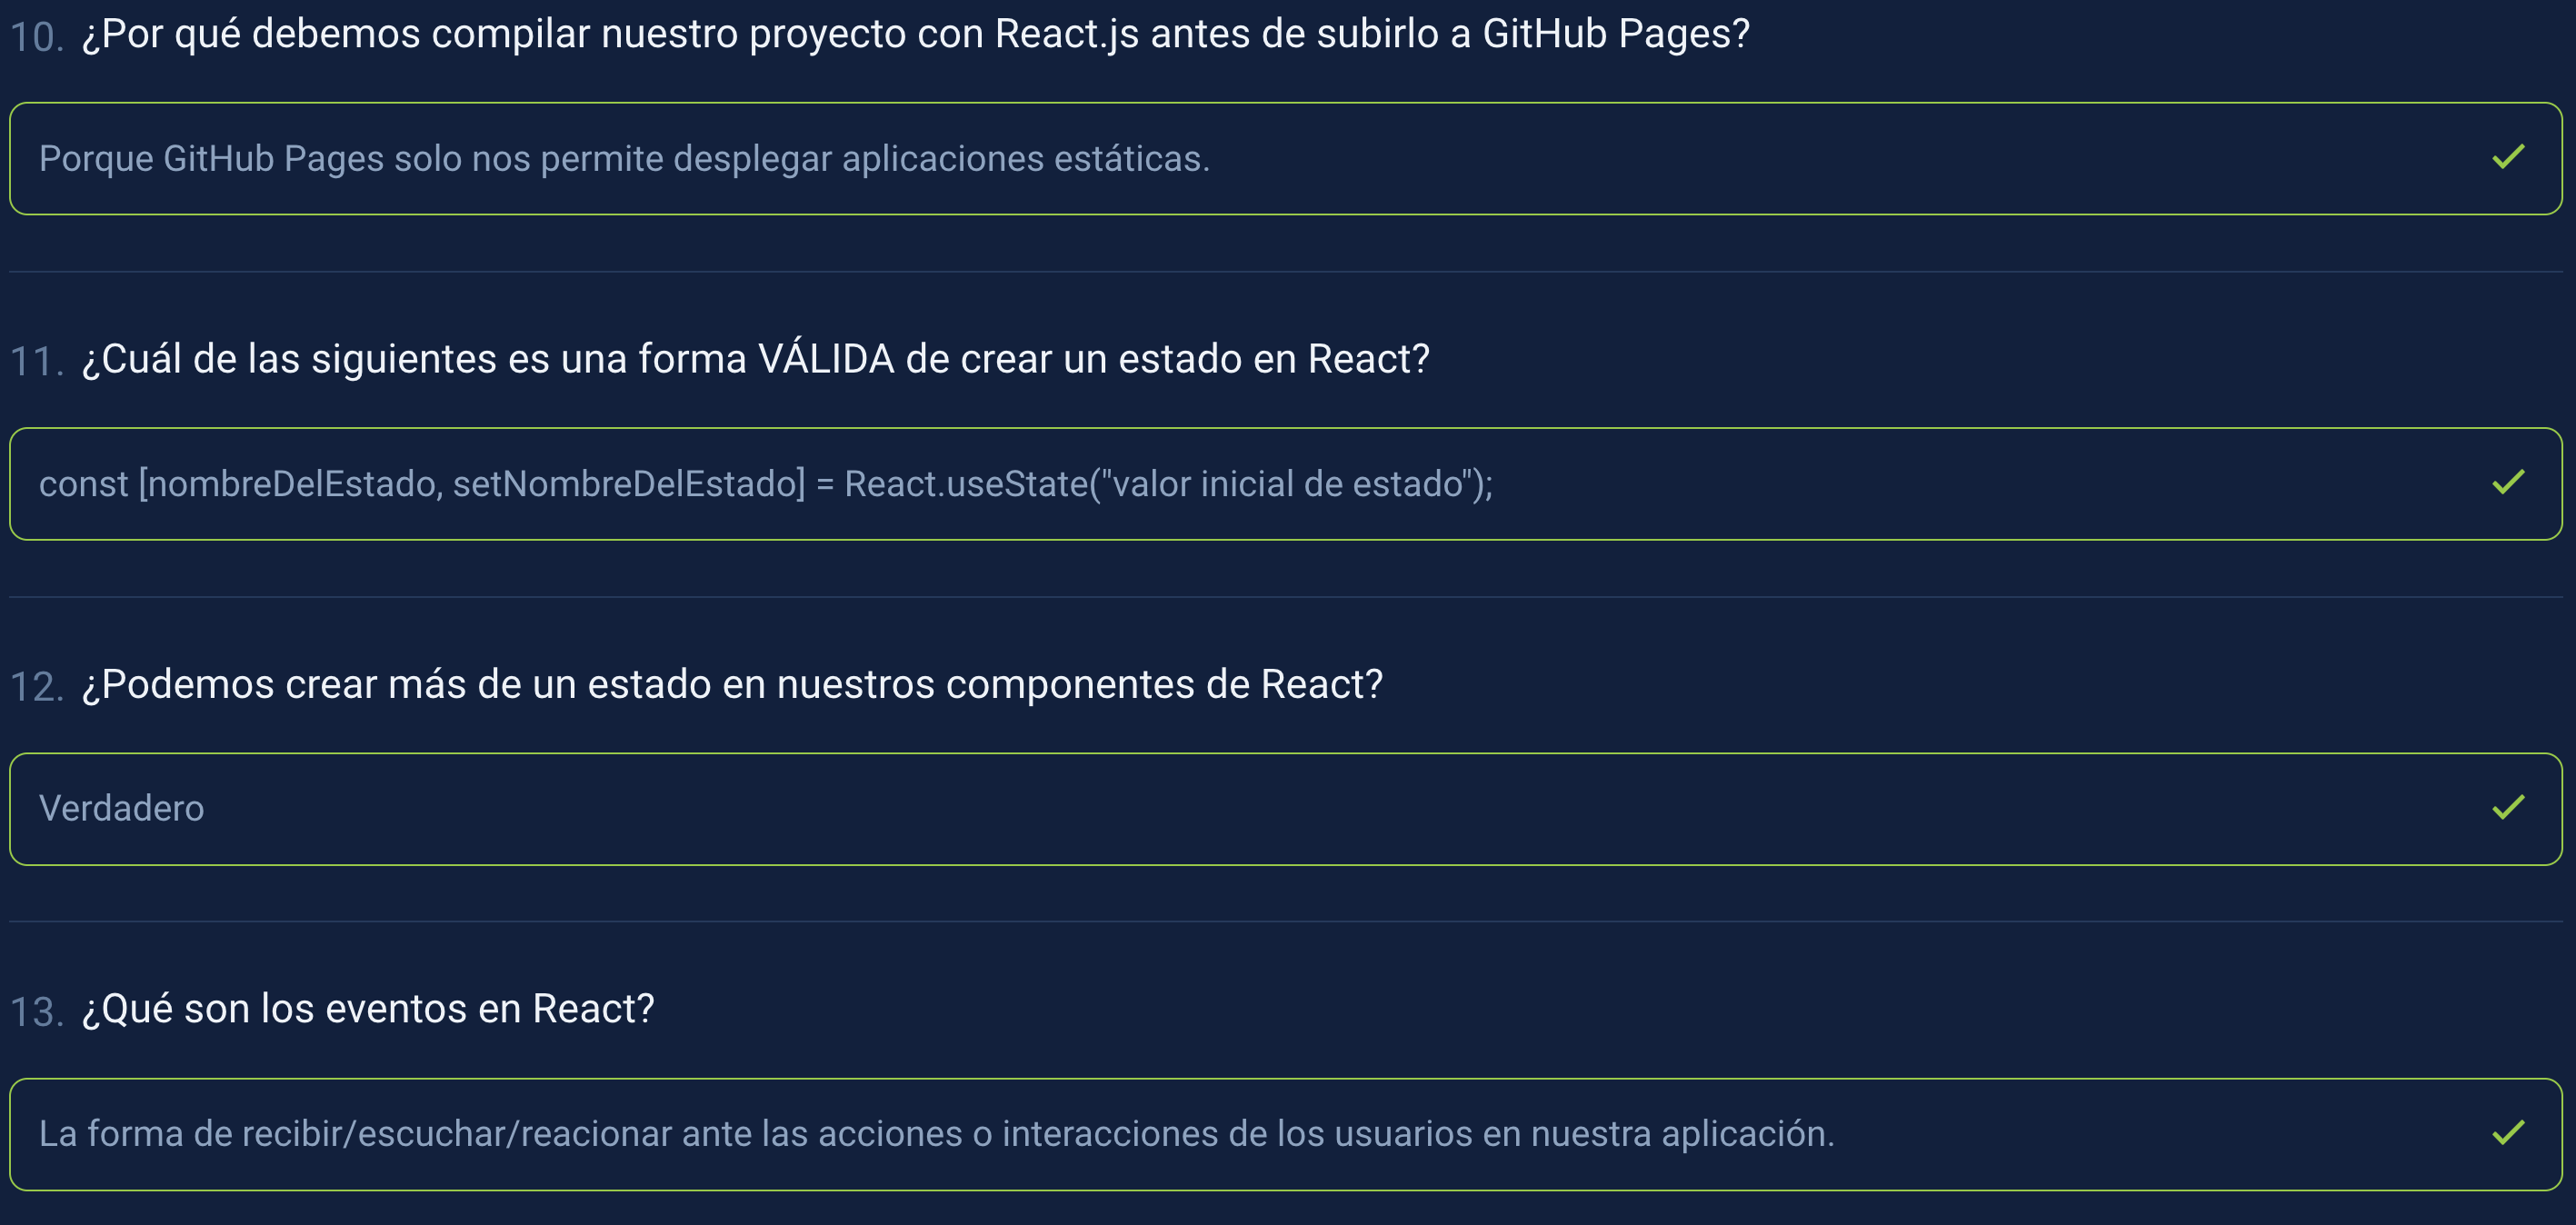 10. ¿Por qué debemos compilar nuestro proyecto con React.js antes de subirlo a GitHub Pages?
Porque GitHub Pages solo nos permite desplegar aplicaciones estáticas.
11. ¿Cuál de las siguientes es una forma VÁLIDA de crear un estado en React?
const [nombreDelEstado, setNombreDelEstado] = React.useState("valor inicial de estado");
12. ¿Podemos crear más de un estado en nuestros componentes de React?
Verdadero
13. ¿Qué son los eventos en React?
La forma de recibir/escuchar/reacionar ante las acciones o interacciones de los usuarios en nuestra aplicación.